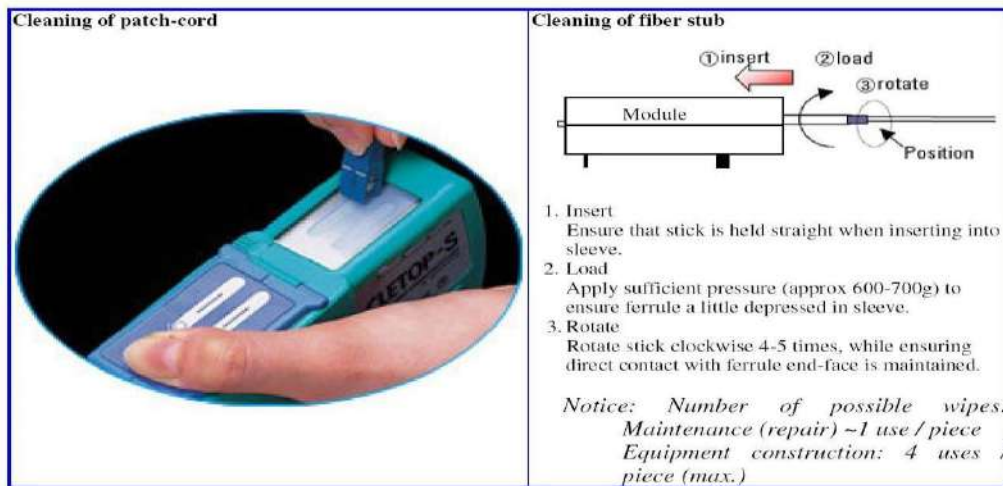 Cleaning of patch-cord
CLETOP-S
Cleaning of fiber stub
①insert
②load
③rotate
Module
Position
1. Insert
Ensure that stick is held straight when inserting into
sleeve.
2. Load
Apply sufficient pressure (approx 600-700g) to
ensure ferrule a little depressed in sleeve.
3. Rotate
Rotate stick clockwise 4-5 times, while ensuring
direct contact with ferrule end-face is maintained.
Notice: Number of possible wipes:
Maintenance (repair) ~1 use / piece
Equipment construction: 4 uses /
piece (max.)